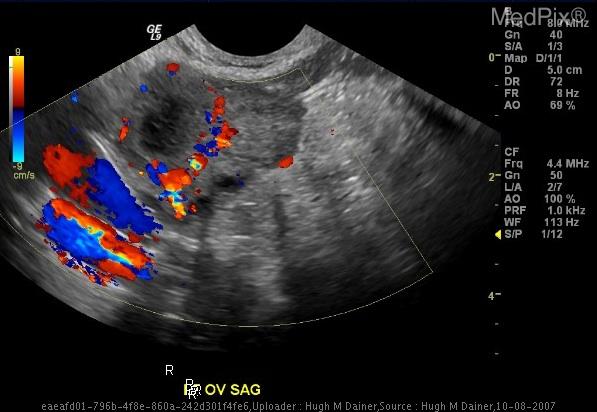 MedPix®
GE
L9
Frq 8.0 MHz
Gn 40
S/A 1/3
Map D/1/1
D 5.0 cm
DR 72
FR 8 Hz
AO 69 %
9
-9
cm/s
0
2
4
CF
Frq 4.4 MHz
Gn 50
L/A 2/7
AO 100 %
PRF 1.0 kHz
WF 113 Hz
S/P 1/12
R
OV SAG
eaeafd01-796b-4f8e-860a-242d301f4fe6,Uploader : Hugh M Dainer,Source : Hugh M Dainer,10-08-2007